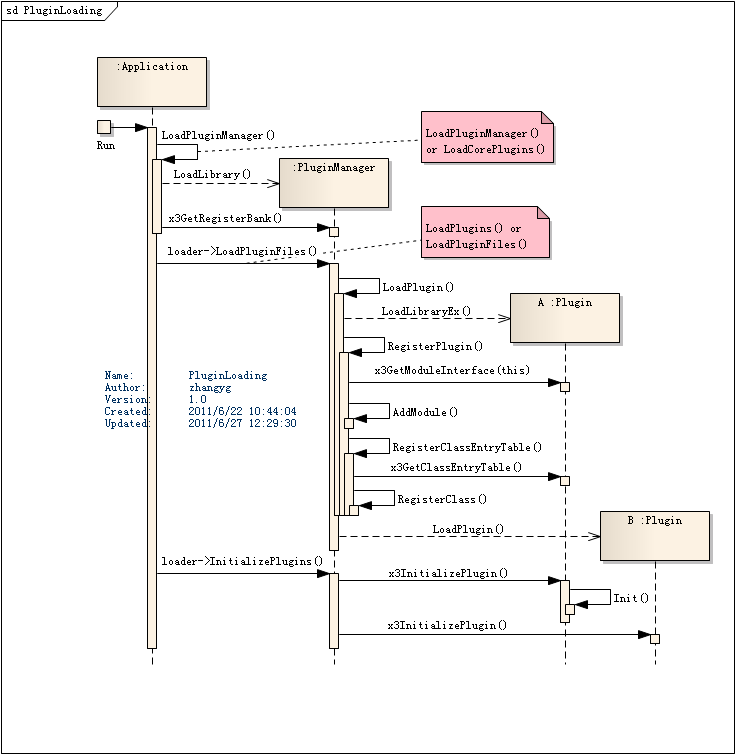 sd PluginLoading
:Application
Run
LoadPluginManager()
LoadPluginManager()
or LoadCorePlugins()
LoadLibrary()
:PluginManager
x3GetRegisterBank()
LoadPlugins() or
LoadPluginFiles()
loader->LoadPluginFiles()
LoadPlugin()
A :Plugin
LoadLibraryEx()
RegisterPlugin()
x3GetModuleInterface(this)
Name: PluginLoading
Author: zhangyg
Version: 1.0
Created: 2011/6/22 10:44:04
Updated: 2011/6/27 12:29:30
AddModule()
RegisterClassEntryTable()
x3GetClassEntryTable()
RegisterClass()
LoadPlugin()
B :Plugin
loader->InitializePlugins()
x3InitializePlugin()
Init()
x3InitializePlugin()